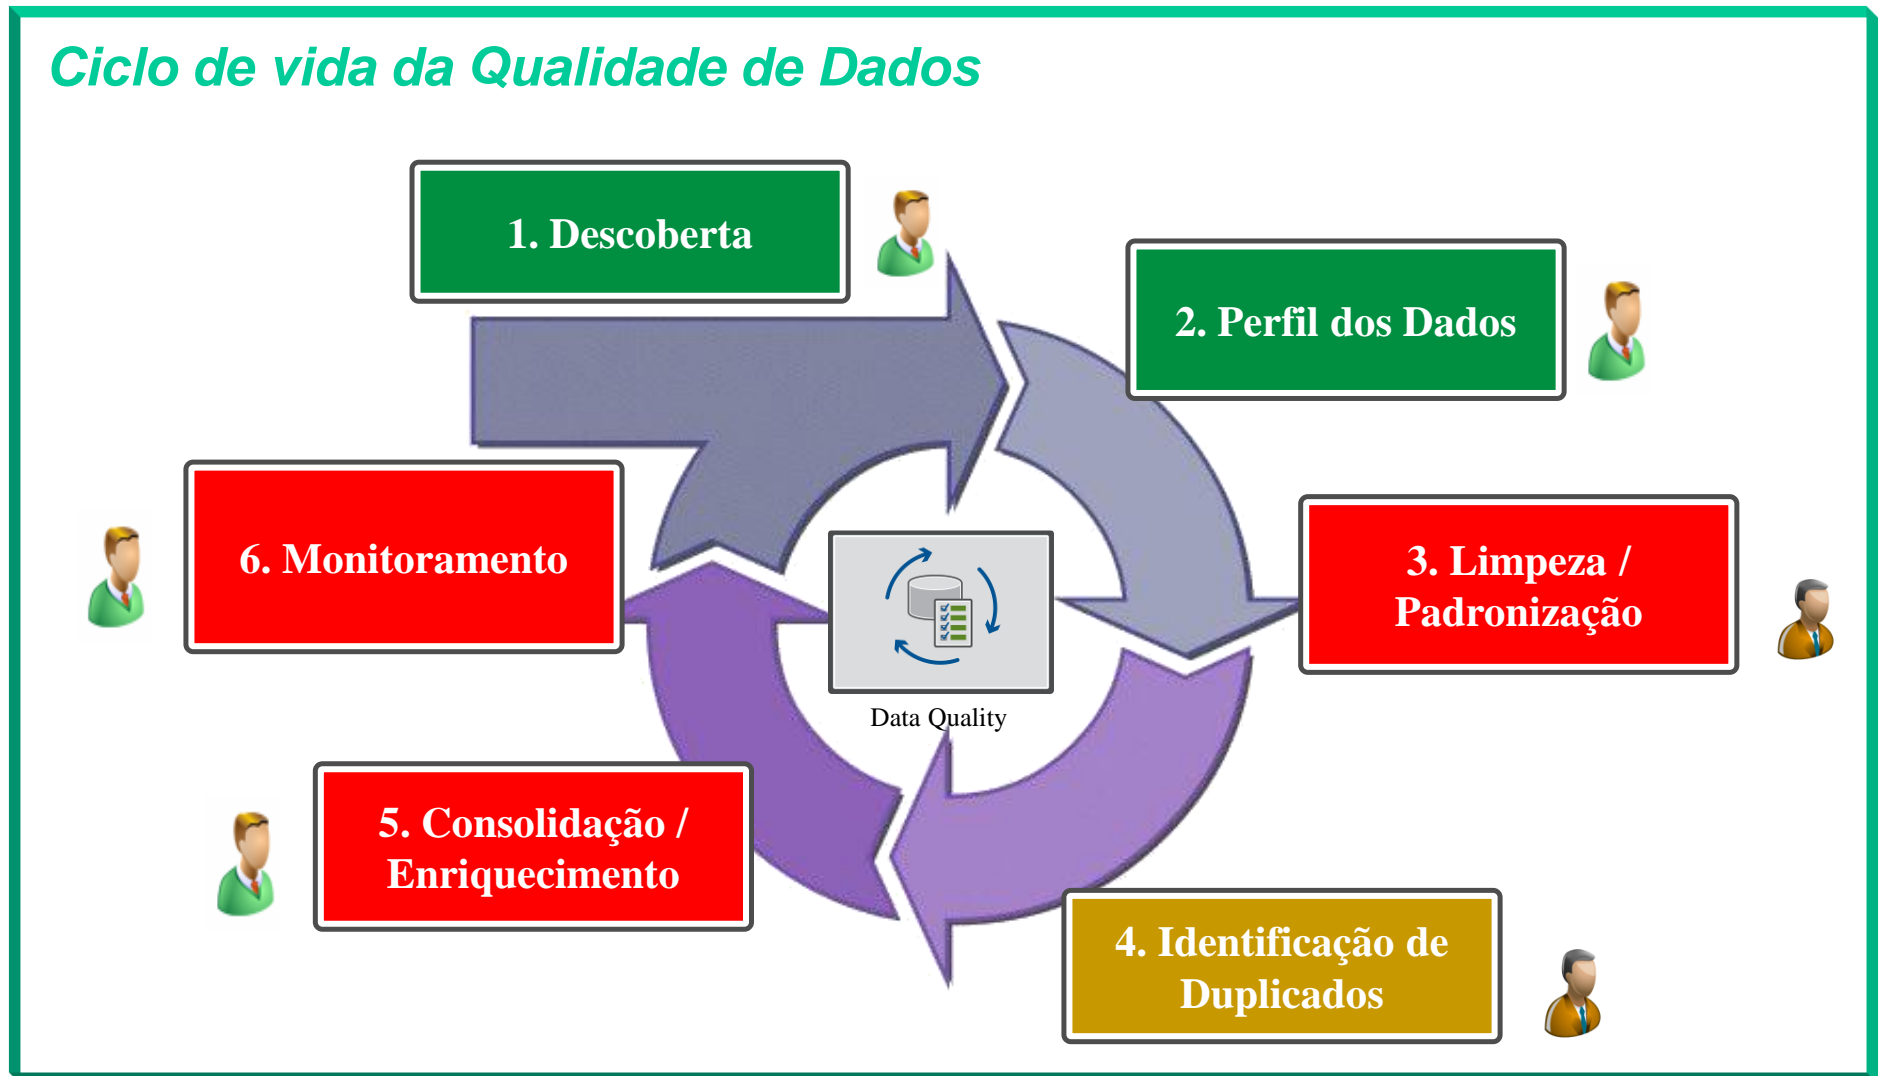 Ciclo de vida da Qualidade de Dados
1. Descoberta
2. Perfil dos Dados
3. Limpeza /
Padronização
4. Identificação de
Duplicados
5. Consolidação /
Enriquecimento
6. Monitoramento
Data Quality